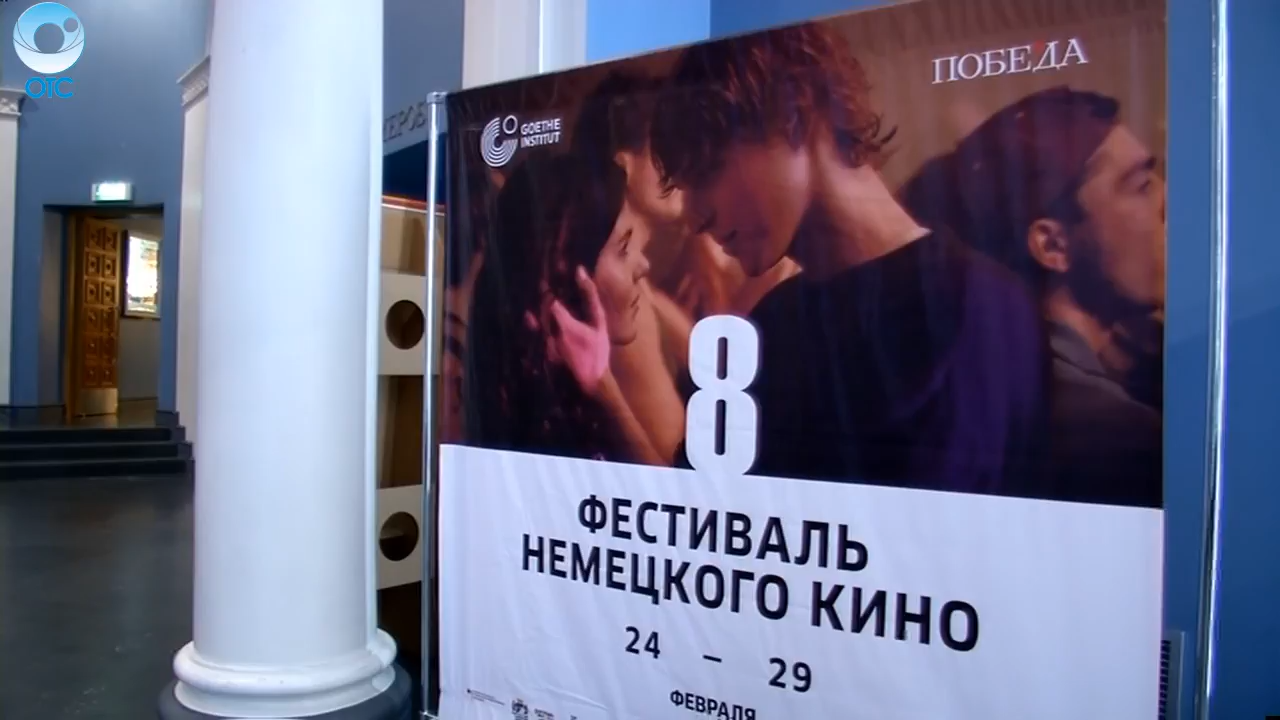 ОТС
ПОБЕДА
GOETHE
INSTITUT
8
ФЕСТИВАЛЬ
НЕМЕЦКОГО КИНО
24 – 29
ФЕВРАЛЯ